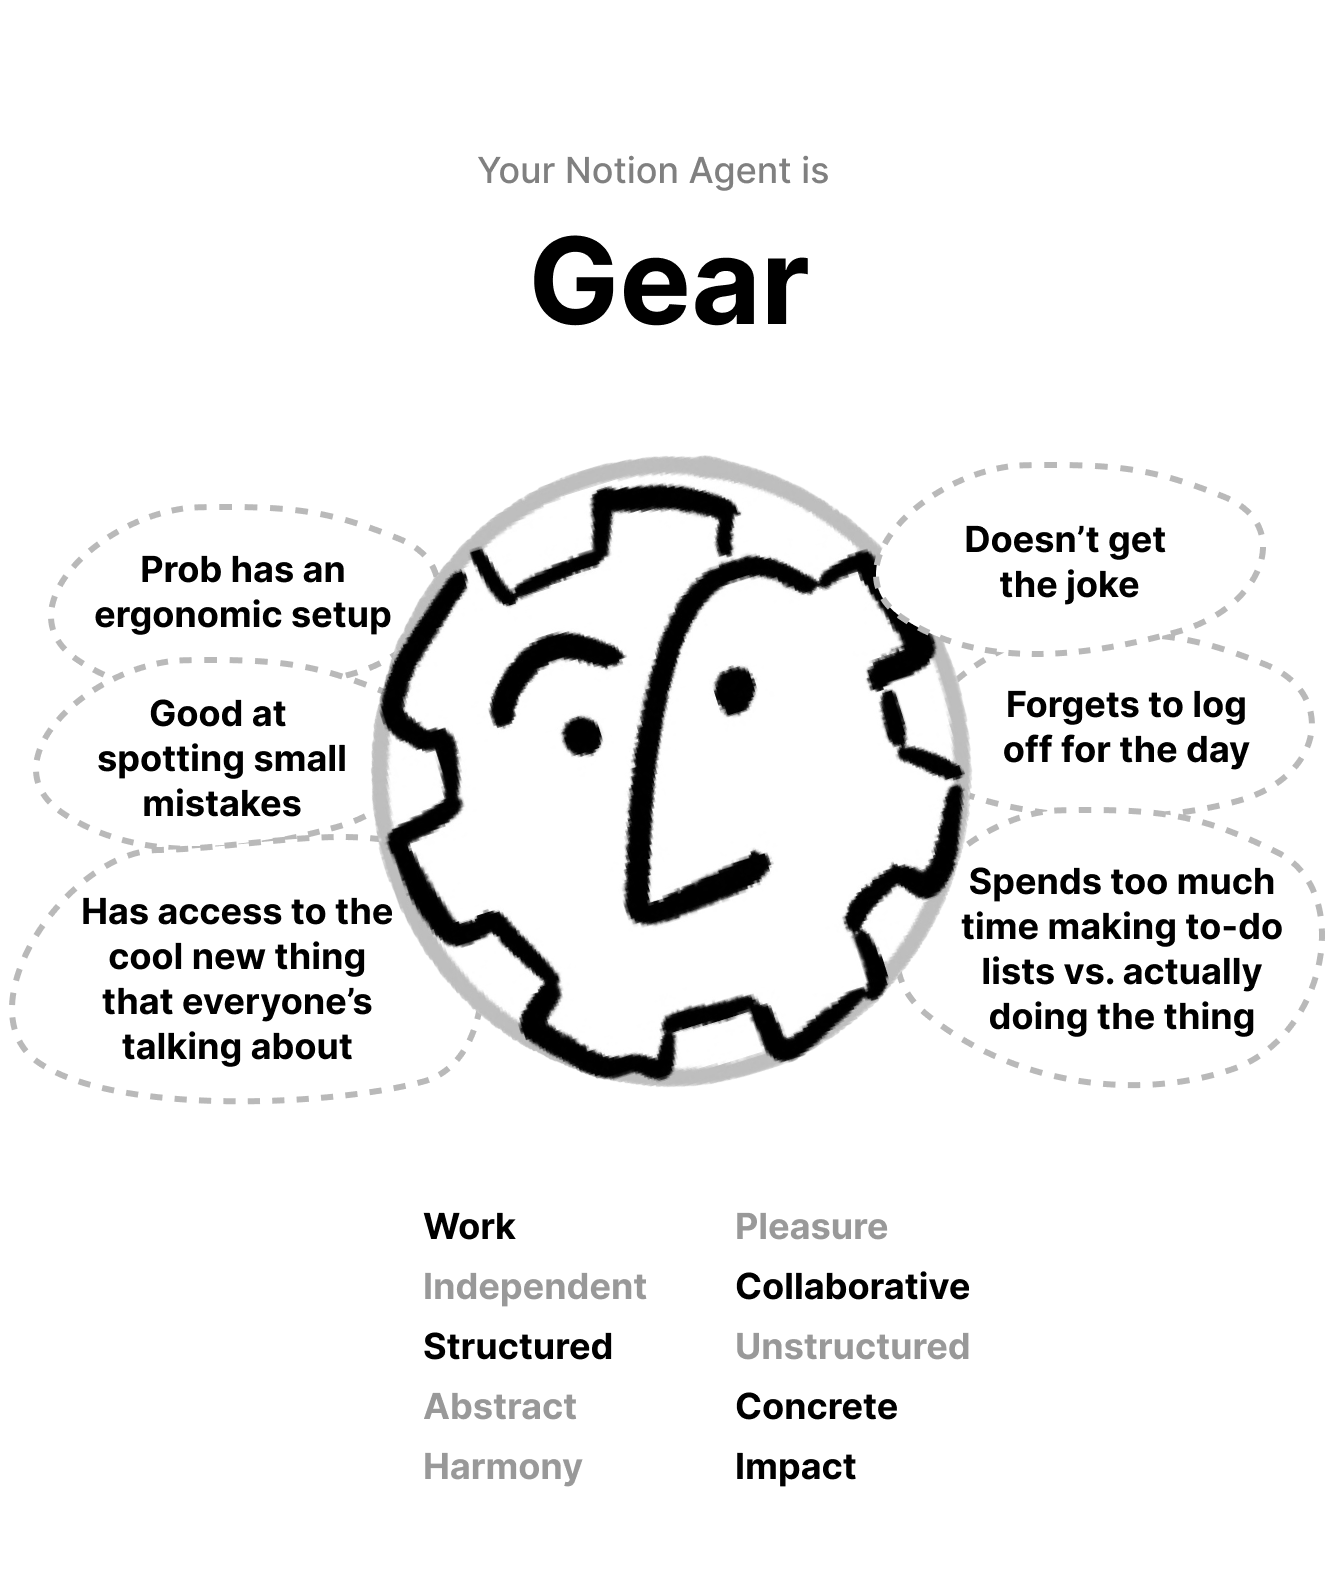 Your Notion Agent is
Gear
Prob has an
ergonomic setup
Good at
spotting small
mistakes
Has access to the
cool new thing
that everyone’s
talking about
Doesn’t get
the joke
Forgets to log
off for the day
Spends too much
time making to-do
lists vs. actually
doing the thing
Work Pleasure
Independent Collaborative
Structured Unstructured
Abstract Concrete
Harmony Impact